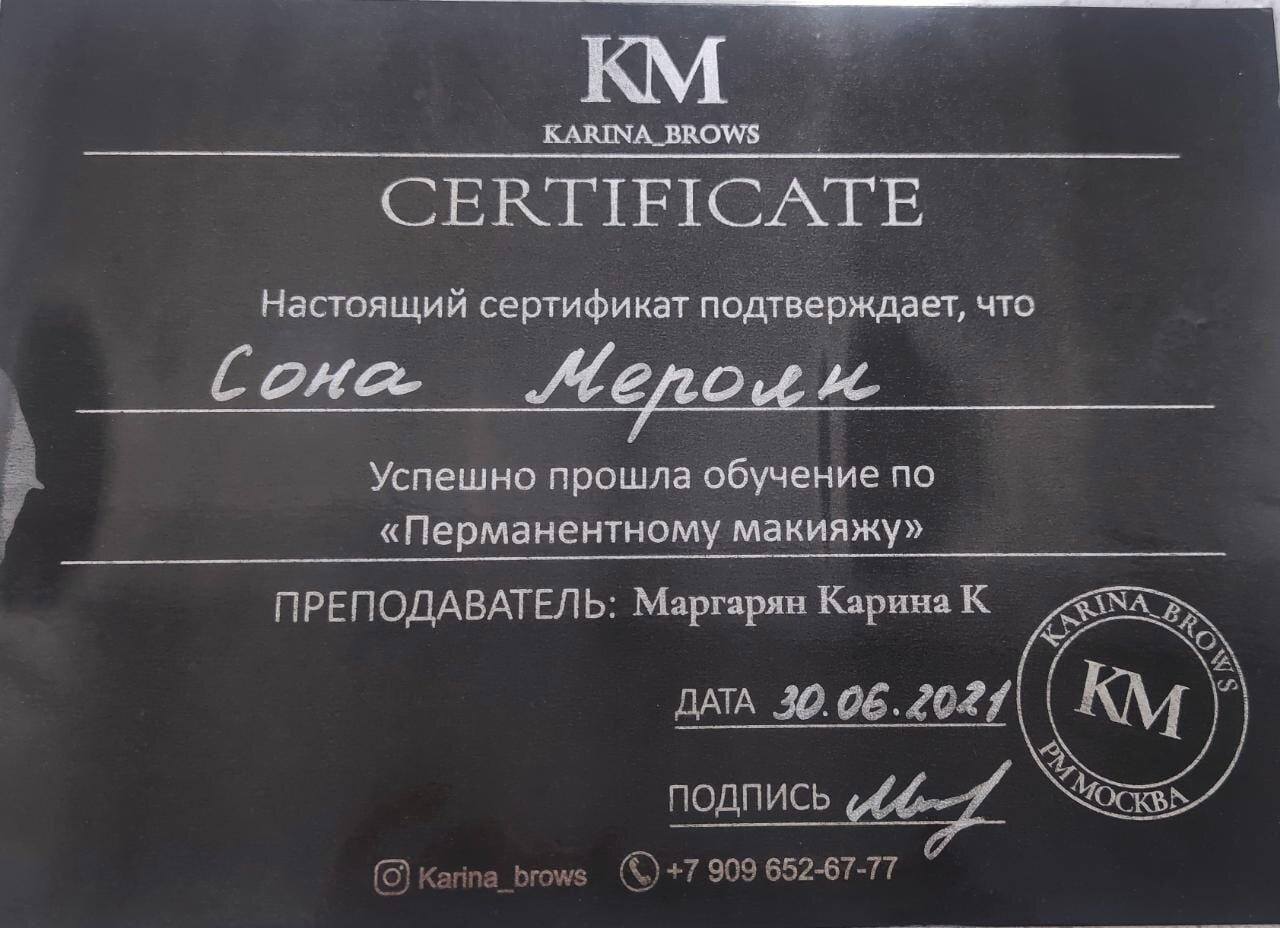 KM
KARINA_BROWS
CERTIFICATE
Настоящий сертификат подтверждает, что
Сона Мероян
Успешно прошла обучение по
«Перманентному макияжу»
ПРЕПОДАВАТЕЛЬ: Маргарян Карина К
ДАТА 30.06.2021
KARINA_BROWS
KM
PM МОСКВА
ПОДПИСЬ
Karina_brows +7 909 652-67-77